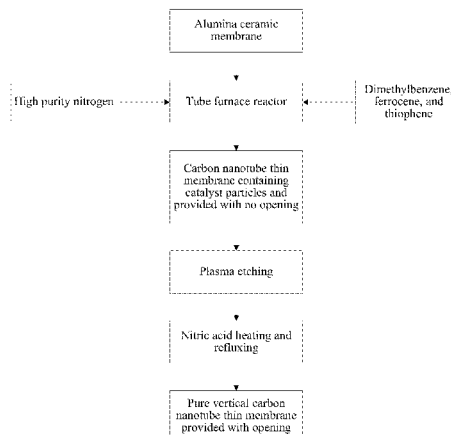 Alumina ceramic
membrane
High purity nitrogen
Tube furnace reactor
Dimethylbenzene,
ferrocene, and
thiophene
Carbon nanotube thin
membrane containing
catalyst particles and
provided with no opening
Plasma etching
Nitric acid heating and
refluxing
Pure vertical carbon
nanotube thin membrane
provided with opening